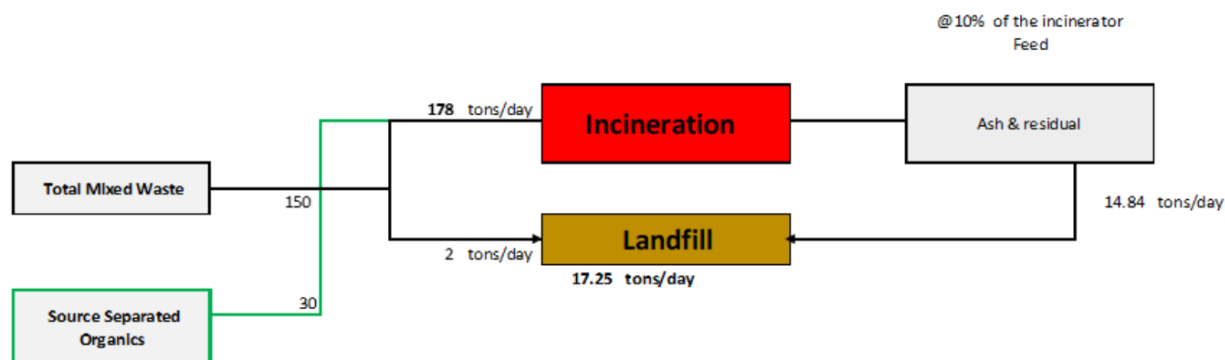 @10% of the incinerator
Feed
178 tons/day
Incineration
Ash & residual
Total Mixed Waste
150
14.84 tons/day
Landfill
2 tons/day
17.25 tons/day
30
Source Separated
Organics